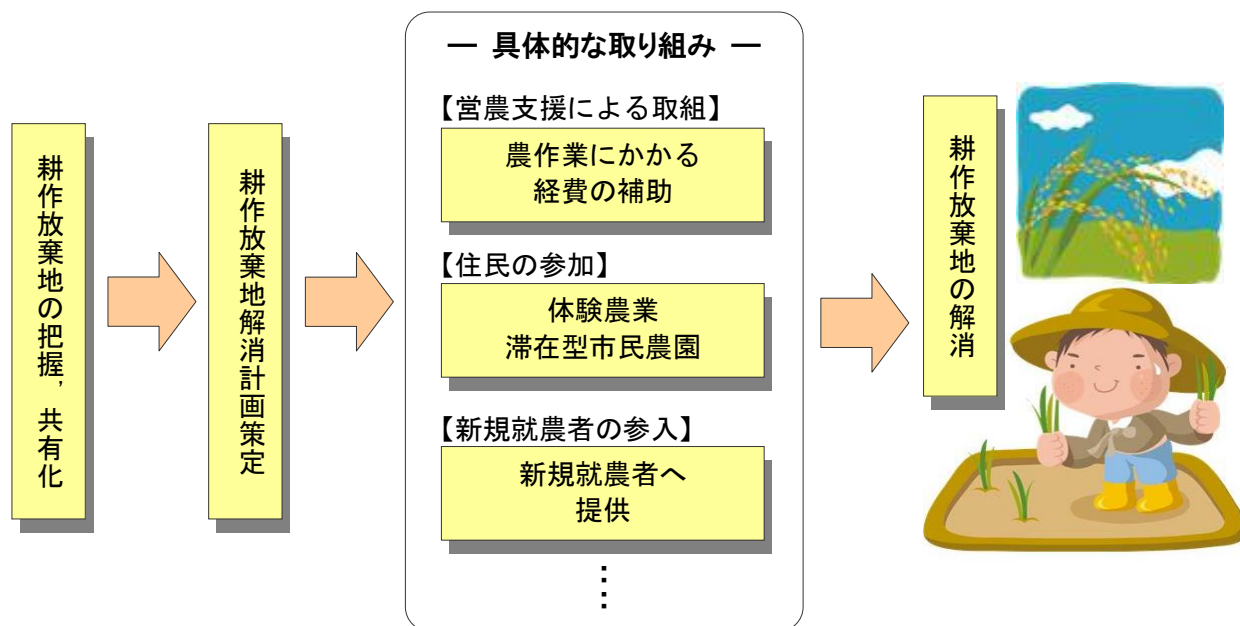 耕作放棄地の把握，共有化
耕作放棄地解消計画策定
― 具体的な取り組み ―
【営農支援による取組】
農作業にかかる
経費の補助
【住民の参加】
体験農業
滞在型市民農園
【新規就農者の参入】
新規就農者へ
提供
⋮
耕作放棄地の解消